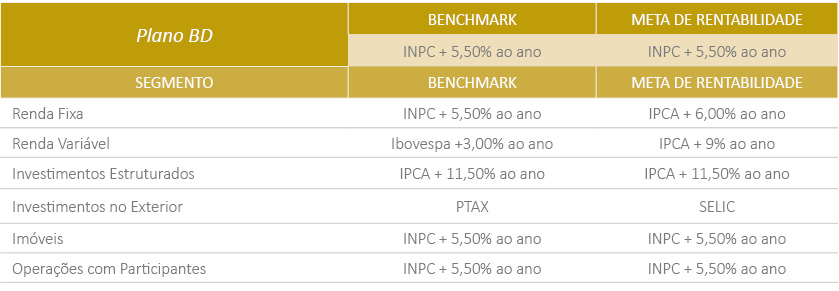 Plano BD BENCHMARK META DE RENTABILIDADE
INPC + 5,50% ao ano INPC + 5,50% ao ano
SEGMENTO BENCHMARK META DE RENTABILIDADE
Renda Fixa INPC + 5,50% ao ano IPCA + 6,00% ao ano
Renda Variável Ibovespa +3,00% ao ano IPCA + 9% ao ano
Investimentos Estruturados IPCA + 11,50% ao ano IPCA + 11,50% ao ano
Investimentos no Exterior PTAX SELIC
Imóveis INPC + 5,50% ao ano INPC + 5,50% ao ano
Operações com Participantes INPC + 5,50% ao ano INPC + 5,50% ao ano